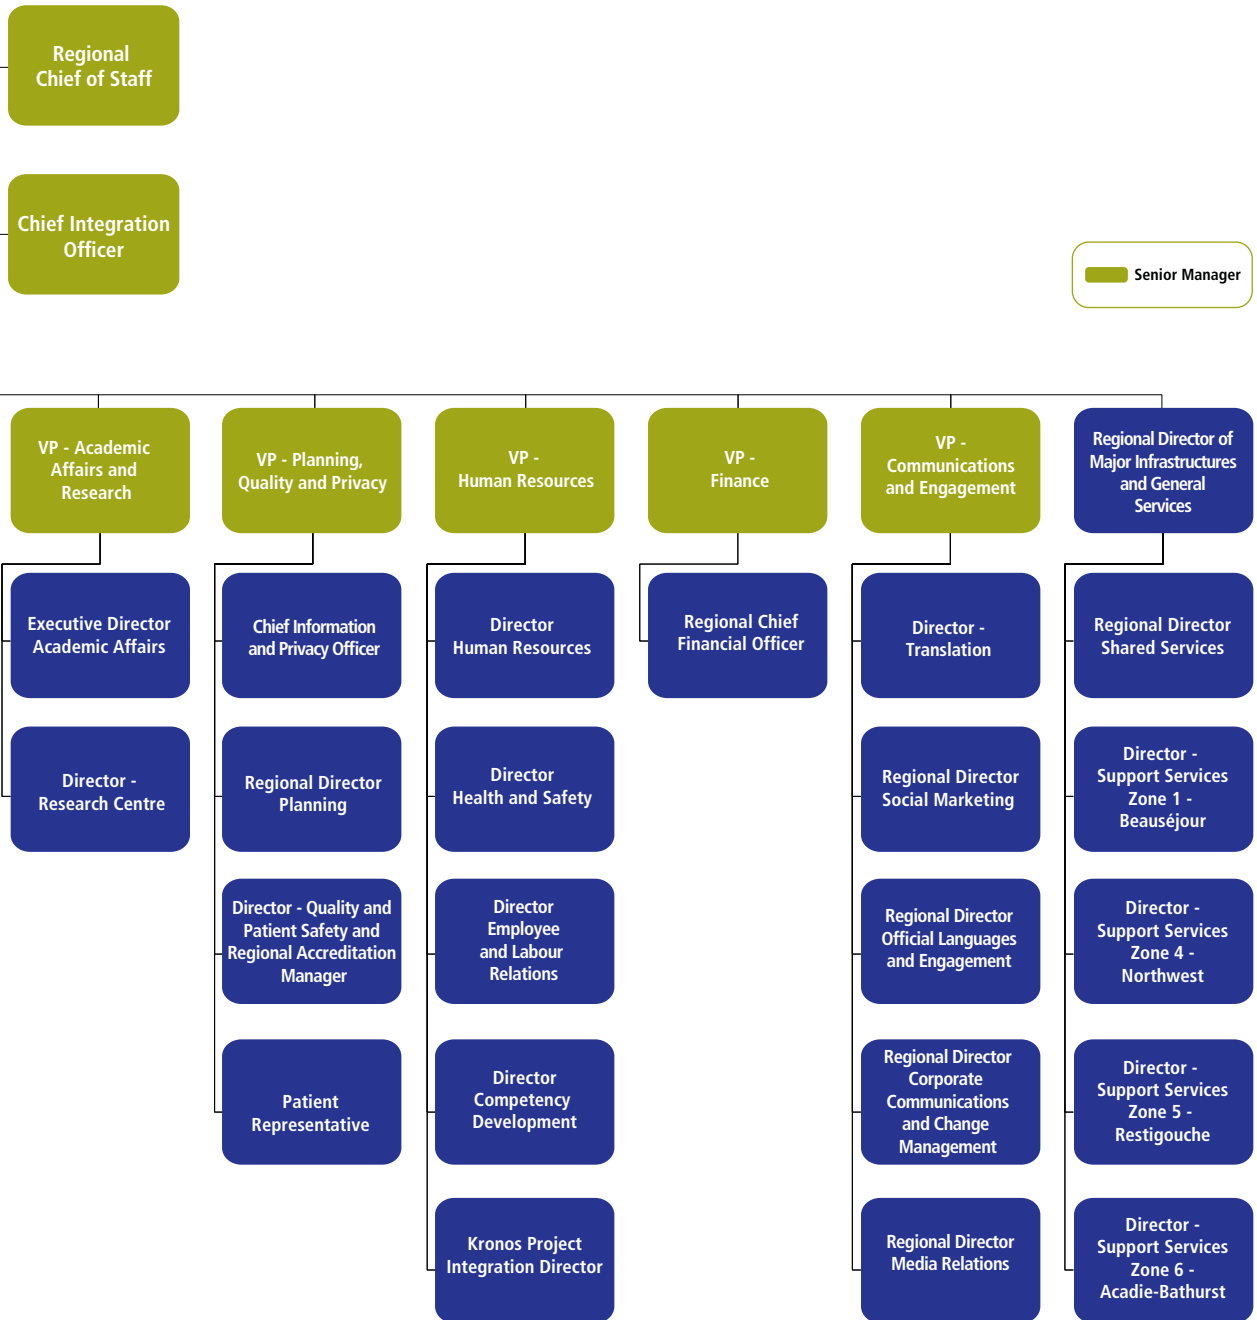 Regional
Chief of Staff
Chief Integration
Officer
Senior Manager
VP - Academic
Affairs and
Research
VP - Planning,
Quality and Privacy
VP -
Human Resources
VP -
Finance
VP -
Communications
and Engagement
Regional Director of
Major Infrastructures
and General
Services
Executive Director
Academic Affairs
Chief Information
and Privacy Officer
Director
Human Resources
Regional Chief
Financial Officer
Director -
Translation
Regional Director
Shared Services
Director -
Research Centre
Regional Director
Planning
Director
Health and Safety
Regional Director
Social Marketing
Director -
Support Services
Zone 1 -
Beauséjour
Director - Quality and
Patient Safety and
Regional Accreditation
Manager
Director
Employee
and Labour
Relations
Regional Director
Official Languages
and Engagement
Director -
Support Services
Zone 4 -
Northwest
Patient
Representative
Director
Competency
Development
Regional Director
Corporate
Communications
and Change
Management
Director -
Support Services
Zone 5 -
Restigouche
Kronos Project
Integration Director
Regional Director
Media Relations
Director -
Support Services
Zone 6 -
Acadie-Bathurst